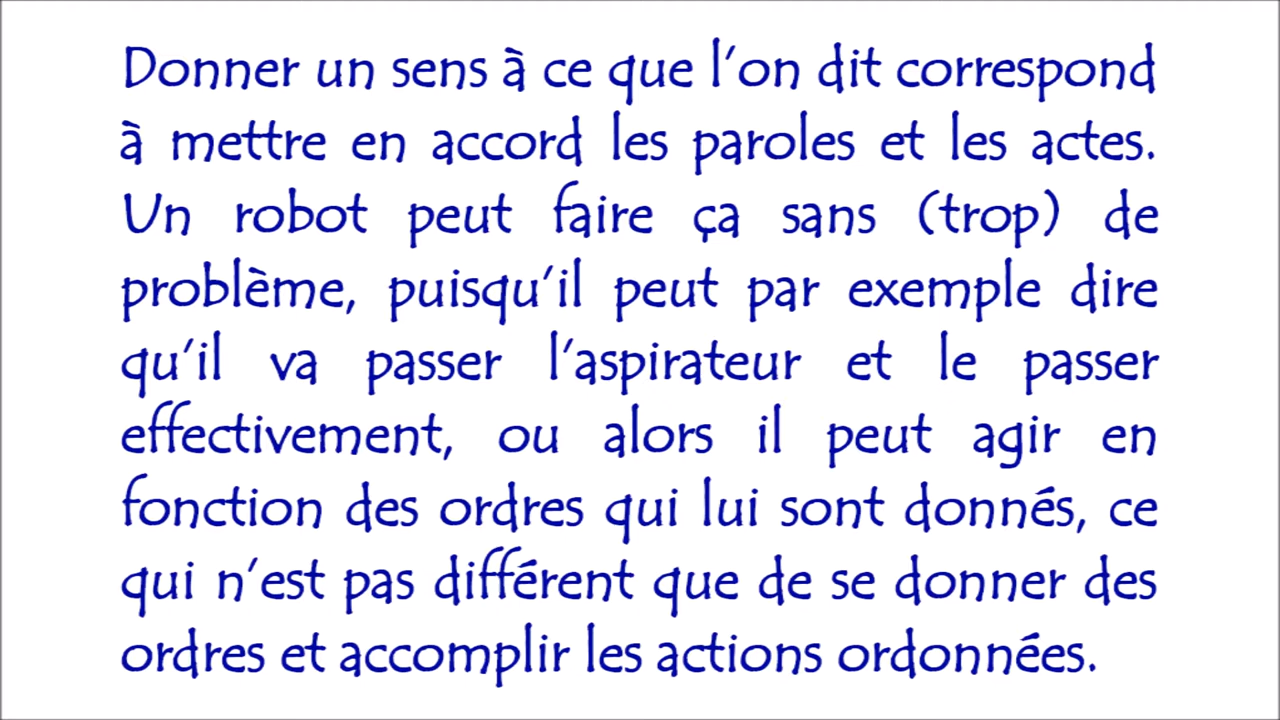 Donner un sens à ce que l’on dit correspond
à mettre en accord les paroles et les actes.
Un robot peut faire ça sans (trop) de
problème, puisqu’il peut par exemple dire
qu’il va passer l’aspirateur et le passer
effectivement, ou alors il peut agir en
fonction des ordres qui lui sont donnés, ce
qui n’est pas différent que de se donner des
ordres et accomplir les actions ordonnées.